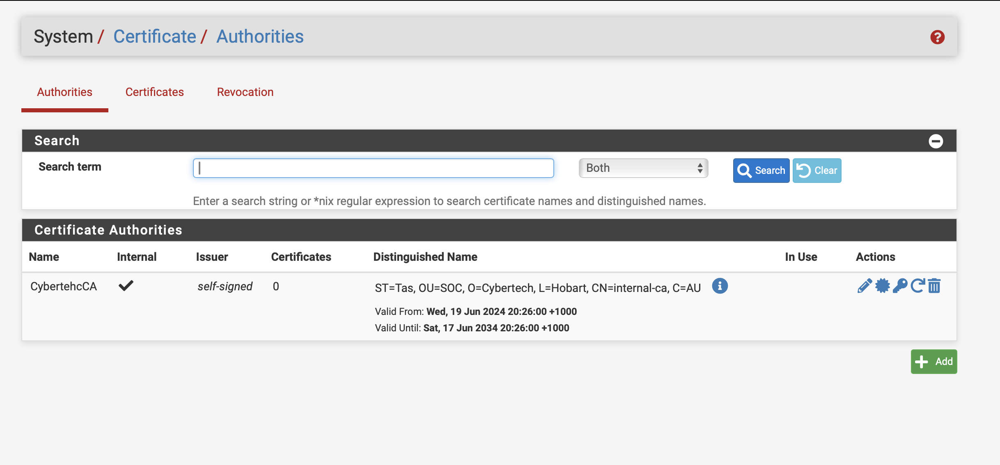 System / Certificate / Authorities
Authorities Certificates Revocation
Search
Search term Both Search Clear
Enter a search string or *nix regular expression to search certificate names and distinguished names.
Certificate Authorities
Name Internal Issuer Certificates Distinguished Name In Use Actions
CybertehcCA self-signed 0 ST=Tas, OU=SOC, O=Cybertech, L=Hobart, CN=internal-ca, C=AU
Valid From: Wed, 19 Jun 2024 20:26:00 +1000
Valid Until: Sat, 17 Jun 2034 20:26:00 +1000
Add